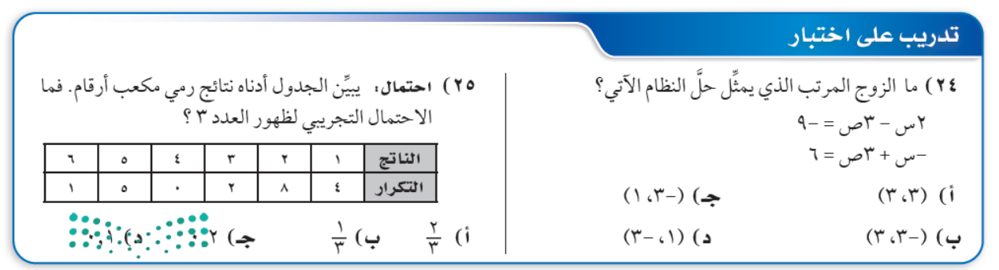 تدريب على اختبار
٢٤) ما الزوج المرتب الذي يمثِّل حلَّ النظام الآتي؟
٢س – ٣ص = –٩
–س + ٣ص = ٦
أ) (٣، ٣) جـ) (–٣، ١)
ب) (–٣، ٣) د) (١، –٣)
٢٥) احتمال: يبيِّن الجدول أدناه نتائج رمي مكعب أرقام. فما
الاحتمال التجريبي لظهور العدد ٣ ؟
الناتج ١ ٢ ٣ ٤ ٥ ٦
التكرار ٤ ٨ ٢ ٠ ٥ ١
أ) ٢/٣ ب) ١/٣ جـ) د)